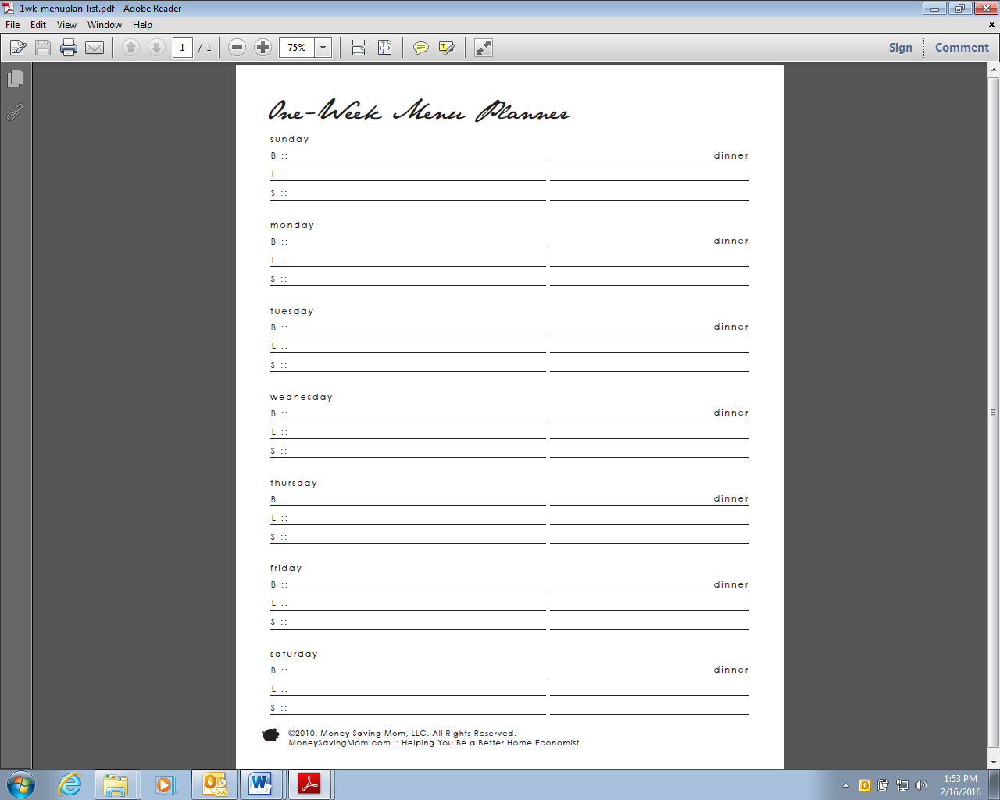 1wk_menuplan_list.pdf - Adobe Reader
File Edit View Window Help
1 / 1 75% Sign Comment
One-Week Menu Planner
sunday
B :: dinner
L ::
S ::
monday
B :: dinner
L ::
S ::
tuesday
B :: dinner
L ::
S ::
wednesday
B :: dinner
L ::
S ::
thursday
B :: dinner
L ::
S ::
friday
B :: dinner
L ::
S ::
saturday
B :: dinner
L ::
S ::
©2010, Money Saving Mom, LLC. All Rights Reserved.
MoneySavingMom.com :: Helping You Be a Better Home Economist
1:53 PM
2/16/2016